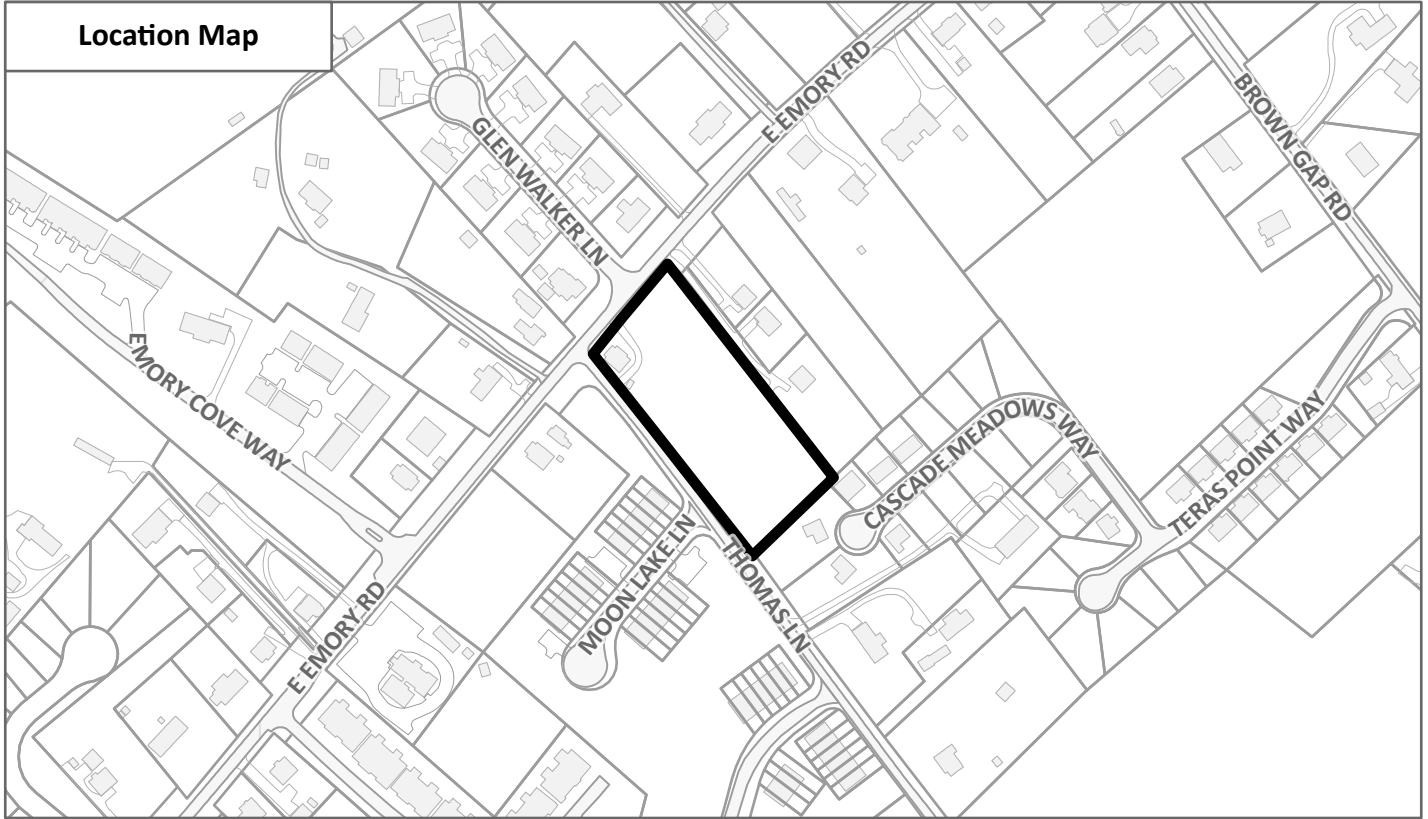 Location Map
E EMORY RD
BROWN GAP RD
GLEN WALKER LN
EMORY COVE WAY
CASCADE MEADOWS WAY
TERAS POINT WAY
MOON LAKE LN
THOMAS LN
E EMORY RD